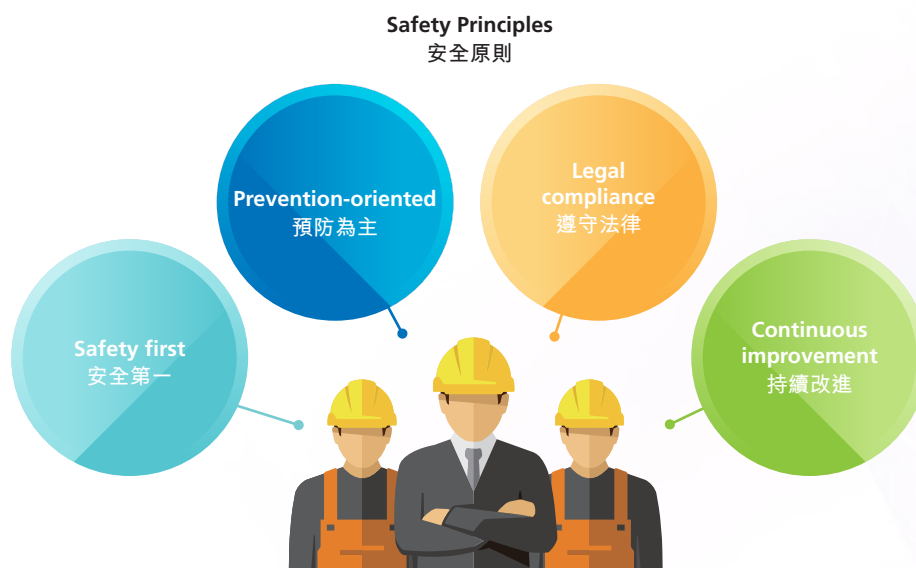 Safety Principles
安全原則
Safety first
安全第一
Prevention-oriented
預防為主
Legal
compliance
遵守法律
Continuous
improvement
持續改進